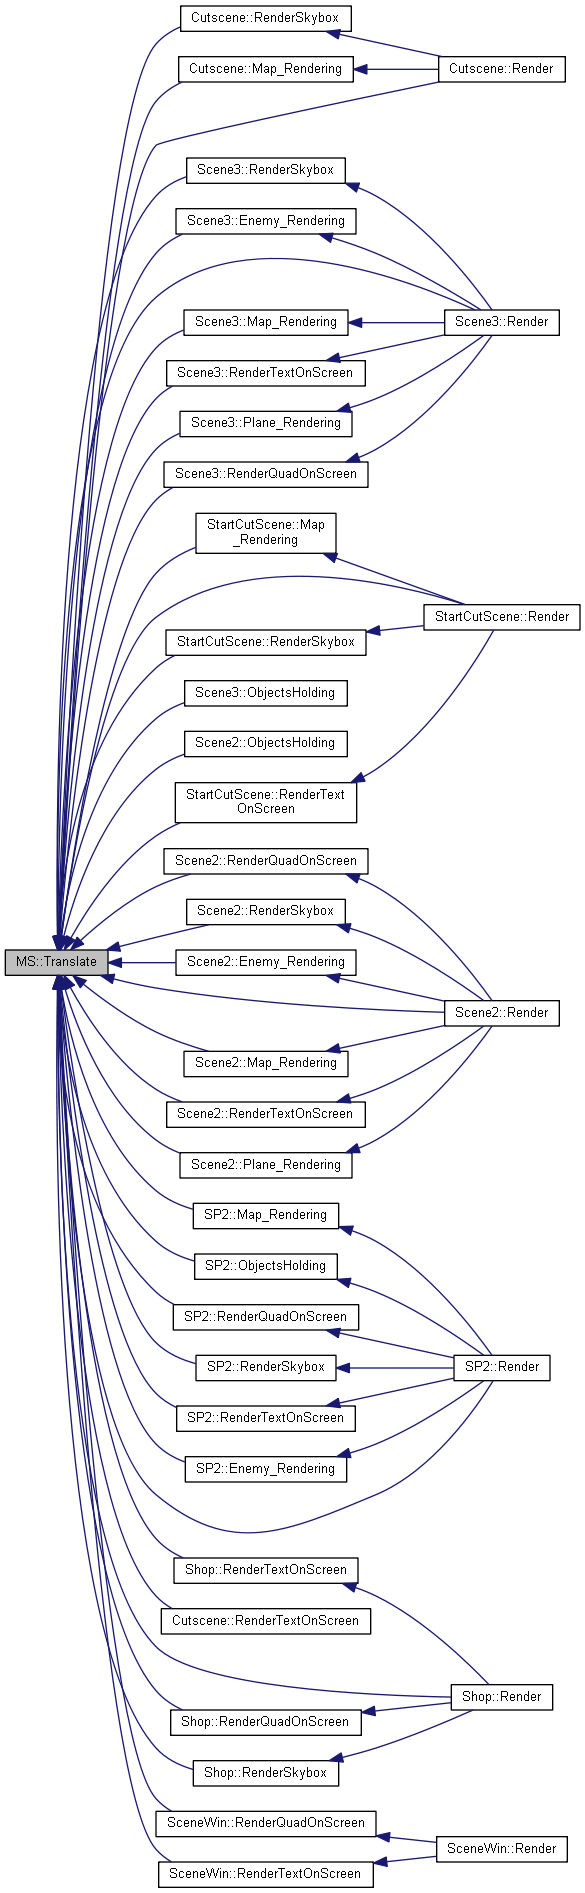 Cutscene::RenderSkybox
Cutscene::Map_Rendering
Cutscene::Render
Scene3::RenderSkybox
Scene3::Enemy_Rendering
Scene3::Map_Rendering
Scene3::Render
Scene3::RenderTextOnScreen
Scene3::Plane_Rendering
Scene3::RenderQuadOnScreen
StartCutScene::Map
_Rendering
StartCutScene::Render
StartCutScene::RenderSkybox
Scene3::ObjectsHolding
Scene2::ObjectsHolding
StartCutScene::RenderText
OnScreen
Scene2::RenderQuadOnScreen
Scene2::RenderSkybox
MS::Translate
Scene2::Enemy_Rendering
Scene2::Render
Scene2::Map_Rendering
Scene2::RenderTextOnScreen
Scene2::Plane_Rendering
SP2::Map_Rendering
SP2::ObjectsHolding
SP2::RenderQuadOnScreen
SP2::RenderSkybox
SP2::Render
SP2::RenderTextOnScreen
SP2::Enemy_Rendering
Shop::RenderTextOnScreen
Cutscene::RenderTextOnScreen
Shop::Render
Shop::RenderQuadOnScreen
Shop::RenderSkybox
SceneWin::RenderQuadOnScreen
SceneWin::Render
SceneWin::RenderTextOnScreen